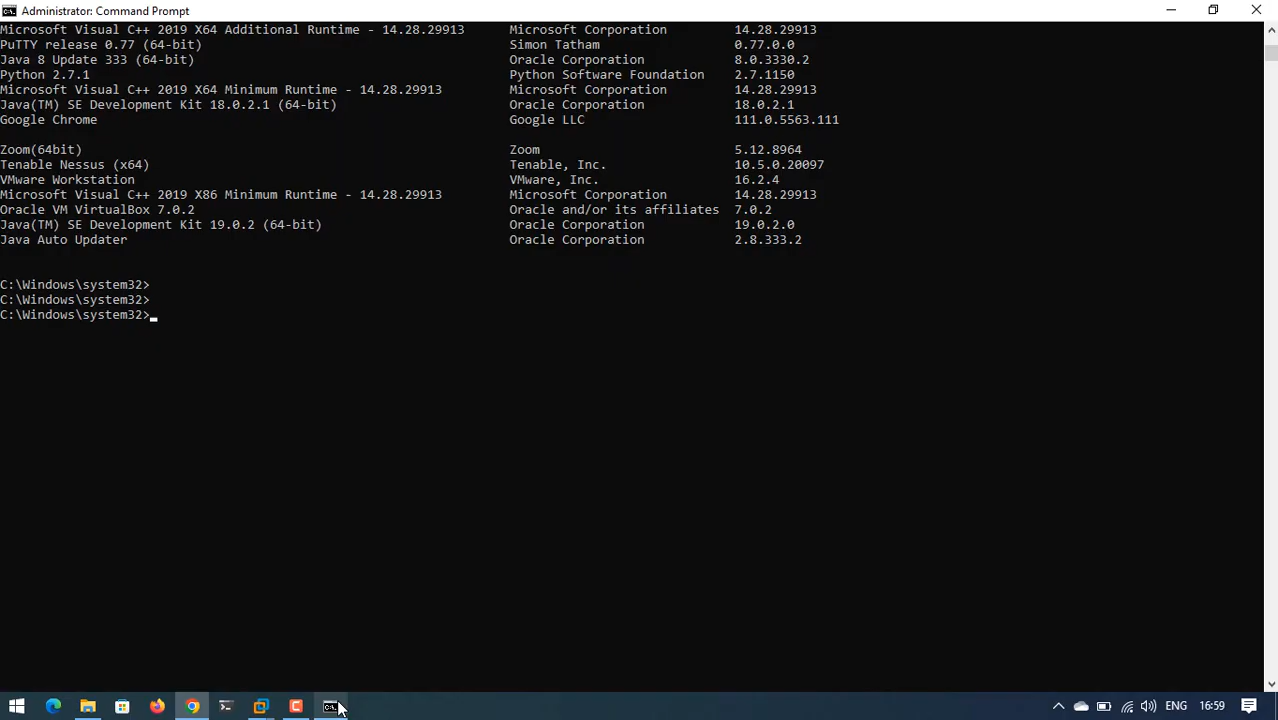 Administrator: Command Prompt
Microsoft Visual C++ 2019 X64 Additional Runtime - 14.28.29913 Microsoft Corporation 14.28.29913
PuTTY release 0.77 (64-bit) Simon Tatham 0.77.0.0
Java 8 Update 333 (64-bit) Oracle Corporation 8.0.3330.2
Python 2.7.1 Python Software Foundation 2.7.1150
Microsoft Visual C++ 2019 X64 Minimum Runtime - 14.28.29913 Microsoft Corporation 14.28.29913
Java(TM) SE Development Kit 18.0.2.1 (64-bit) Oracle Corporation 18.0.2.1
Google Chrome Google LLC 111.0.5563.111
Zoom(64bit) Zoom 5.12.8964
Tenable Nessus (x64) Tenable, Inc. 10.5.0.20097
VMware Workstation VMware, Inc. 16.2.4
Microsoft Visual C++ 2019 X86 Minimum Runtime - 14.28.29913 Microsoft Corporation 14.28.29913
Oracle VM VirtualBox 7.0.2 Oracle and/or its affiliates 7.0.2
Java(TM) SE Development Kit 19.0.2 (64-bit) Oracle Corporation 19.0.2.0
Java Auto Updater Oracle Corporation 2.8.333.2
C:\Windows\system32>
C:\Windows\system32>
C:\Windows\system32>
ENG 16:59